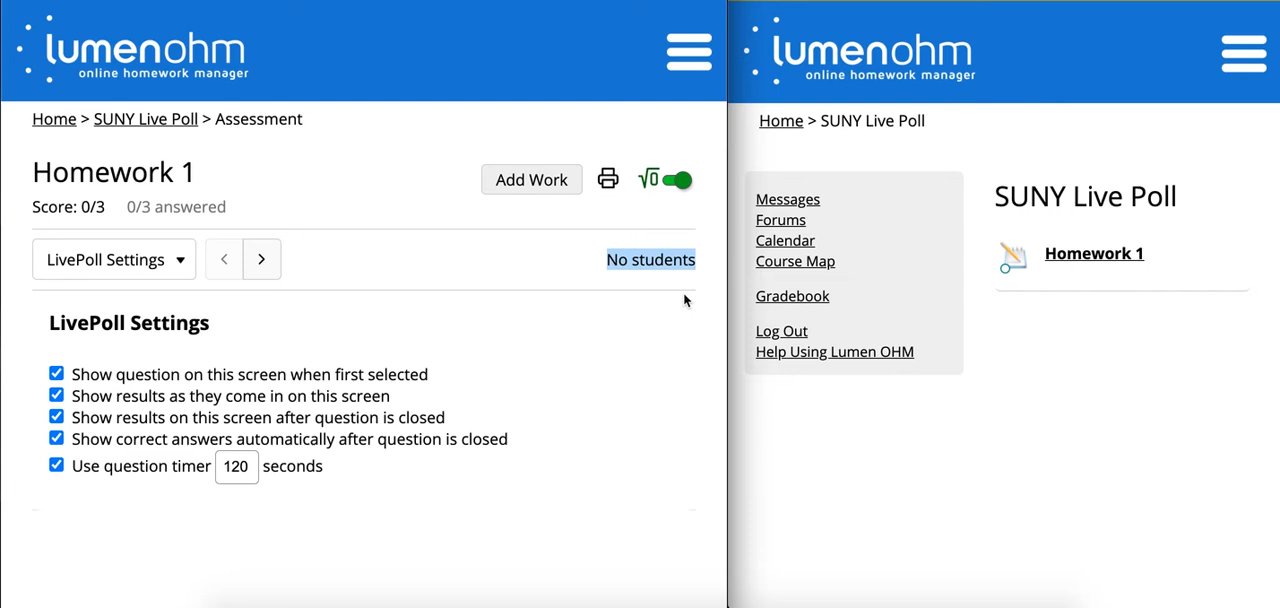 lumenohm
online homework manager
Home > SUNY Live Poll > Assessment
Homework 1
Add Work
√0
Score: 0/3 0/3 answered
LivePoll Settings ▼ < >
No students
LivePoll Settings
Show question on this screen when first selected
Show results as they come in on this screen
Show results on this screen after question is closed
Show correct answers automatically after question is closed
Use question timer 120 seconds
lumenohm
online homework manager
Home > SUNY Live Poll
Messages
Forums
Calendar
Course Map
Gradebook
Log Out
Help Using Lumen OHM
SUNY Live Poll
Homework 1